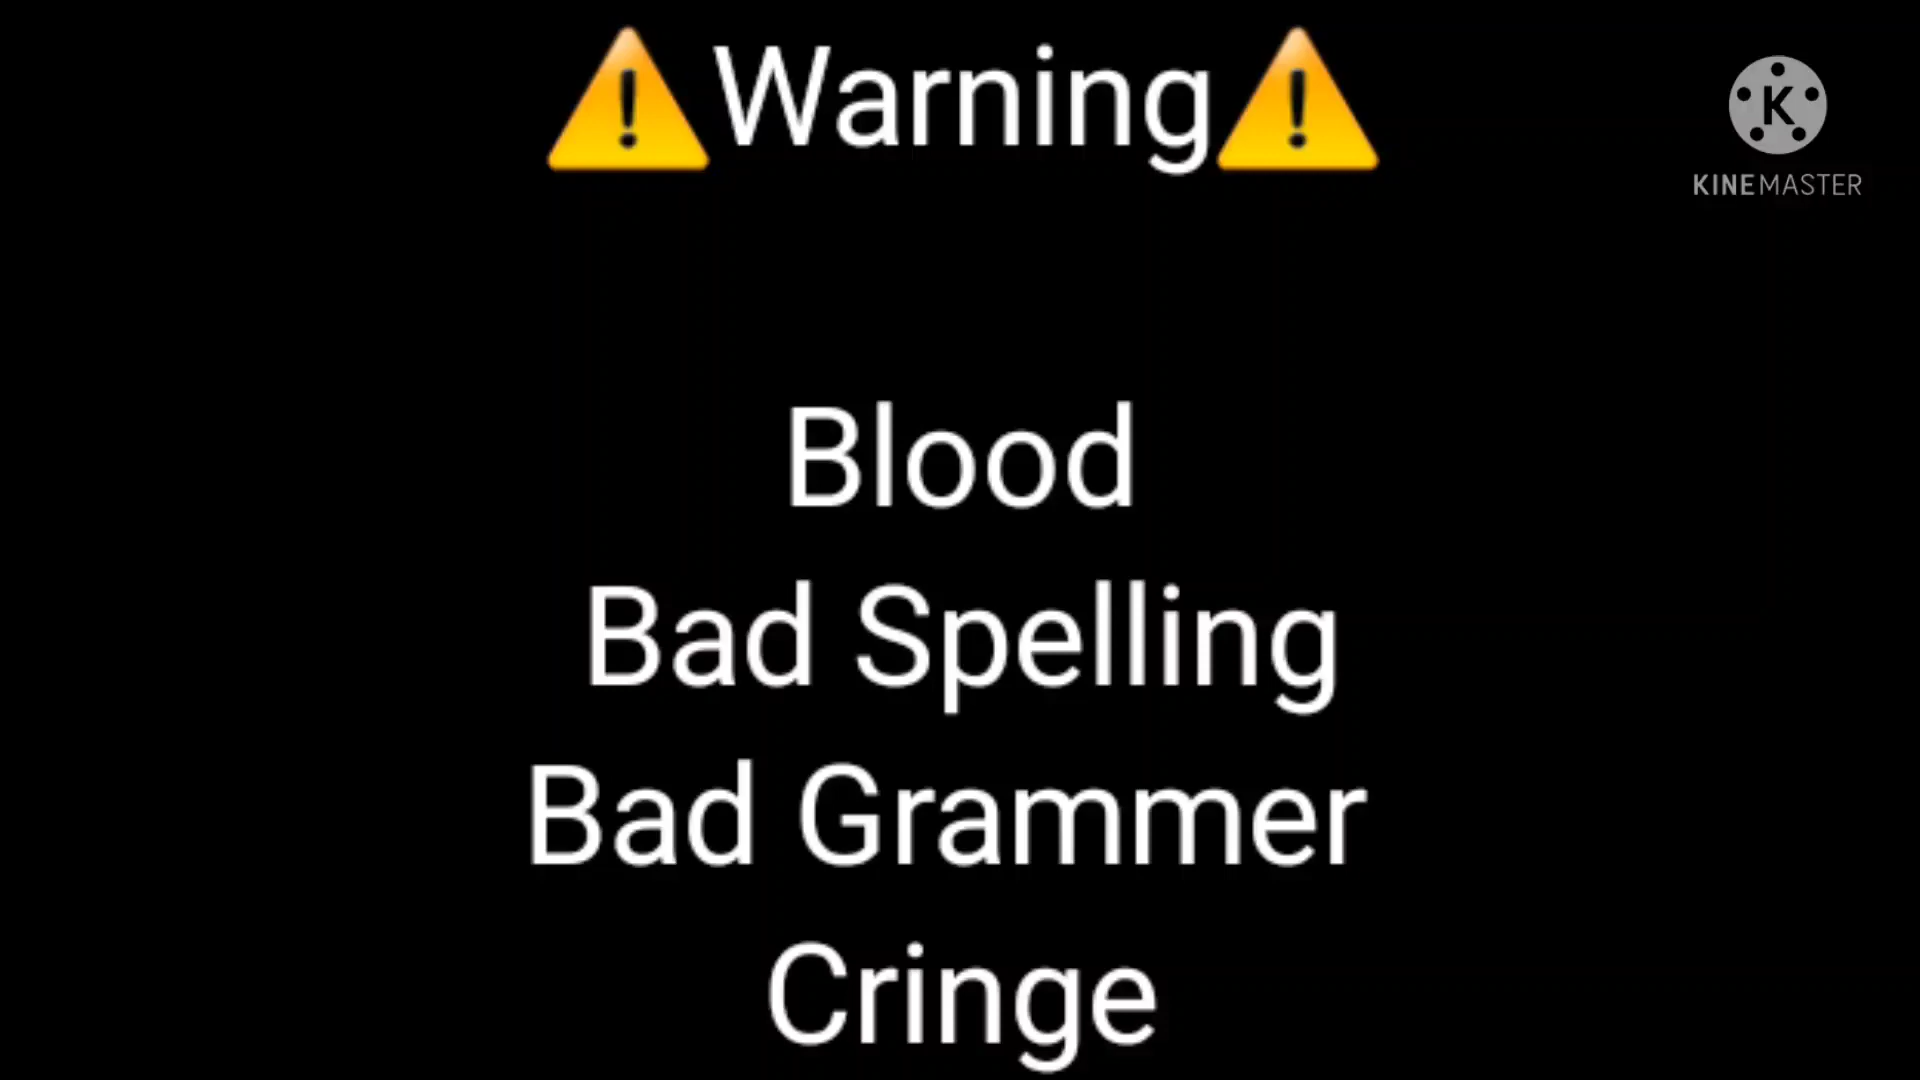 ⚠Warning⚠
K
KINEMASTER
Blood
Bad Spelling
Bad Grammer
Cringe